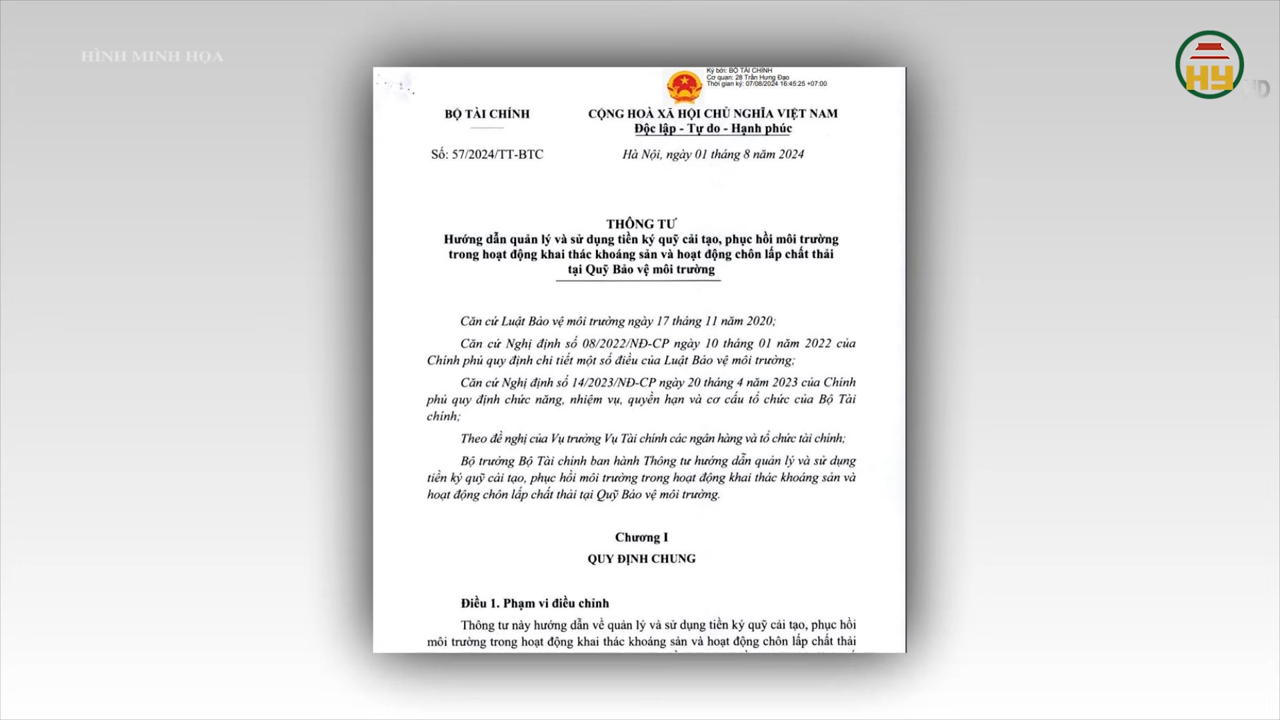 HÌNH MINH HỌA
HY
HD
Ký bởi: BỘ TÀI CHÍNH
Cơ quan: 28 Trần Hưng Đạo
Thời gian ký: 07/08/2024 16:45:25 +07:00
BỘ TÀI CHÍNH
CỘNG HOÀ XÃ HỘI CHỦ NGHĨA VIỆT NAM
Độc lập - Tự do - Hạnh phúc
Số: 57/2024/TT-BTC
Hà Nội, ngày 01 tháng 8 năm 2024
THÔNG TƯ
Hướng dẫn quản lý và sử dụng tiền ký quỹ cải tạo, phục hồi môi trường
trong hoạt động khai thác khoáng sản và hoạt động chôn lấp chất thải
tại Quỹ Bảo vệ môi trường
Căn cứ Luật Bảo vệ môi trường ngày 17 tháng 11 năm 2020;
Căn cứ Nghị định số 08/2022/NĐ-CP ngày 10 tháng 01 năm 2022 của
Chính phủ quy định chi tiết một số điều của Luật Bảo vệ môi trường;
Căn cứ Nghị định số 14/2023/NĐ-CP ngày 20 tháng 4 năm 2023 của Chính
phủ quy định chức năng, nhiệm vụ, quyền hạn và cơ cấu tổ chức của Bộ Tài
chính;
Theo đề nghị của Vụ trưởng Vụ Tài chính các ngân hàng và tổ chức tài chính;
Bộ trưởng Bộ Tài chính ban hành Thông tư hướng dẫn quản lý và sử dụng
tiền ký quỹ cải tạo, phục hồi môi trường trong hoạt động khai thác khoáng sản và
hoạt động chôn lấp chất thải tại Quỹ Bảo vệ môi trường.
Chương I
QUY ĐỊNH CHUNG
Điều 1. Phạm vi điều chỉnh
Thông tư này hướng dẫn về quản lý và sử dụng tiền ký quỹ cải tạo, phục hồi
môi trường trong hoạt động khai thác khoáng sản và hoạt động chôn lấp chất thải